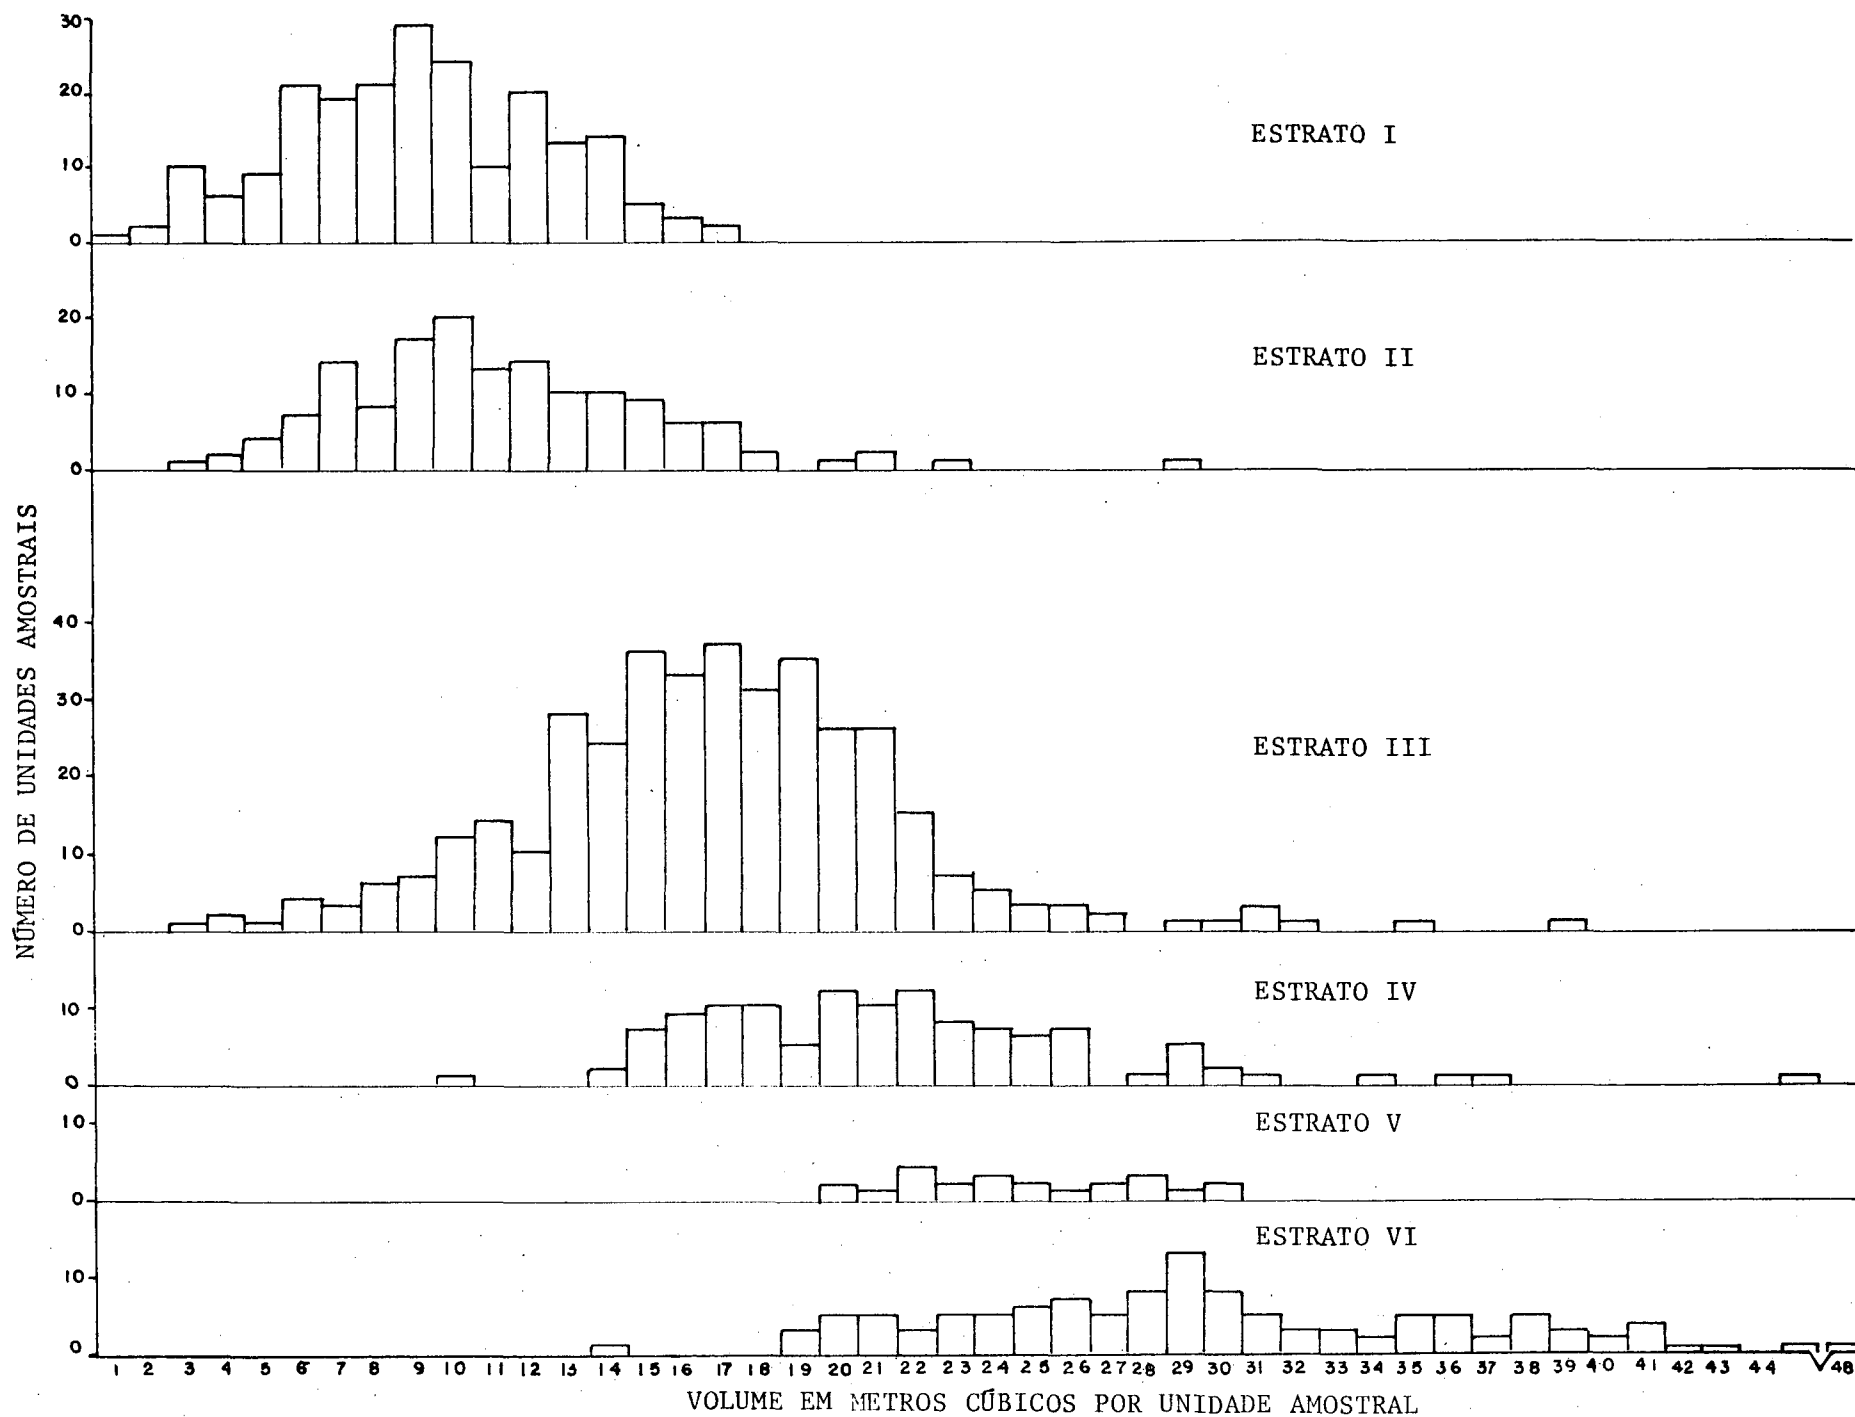 30
20
10
0
ESTRATO I
20
10
0
ESTRATO II
40
30
20
10
0
ESTRATO III
10
0
ESTRATO IV
10
0
ESTRATO V
10
0
ESTRATO VI
NÚMERO DE UNIDADES AMOSTRAIS
1 2 3 4 5 6 7 8 9 10 11 12 13 14 15 16 17 18 19 20 21 22 23 24 25 26 27 28 29 30 31 32 33 34 35 36 37 38 39 40 41 42 43 44 48
VOLUME EM METROS CÚBICOS POR UNIDADE AMOSTRAL